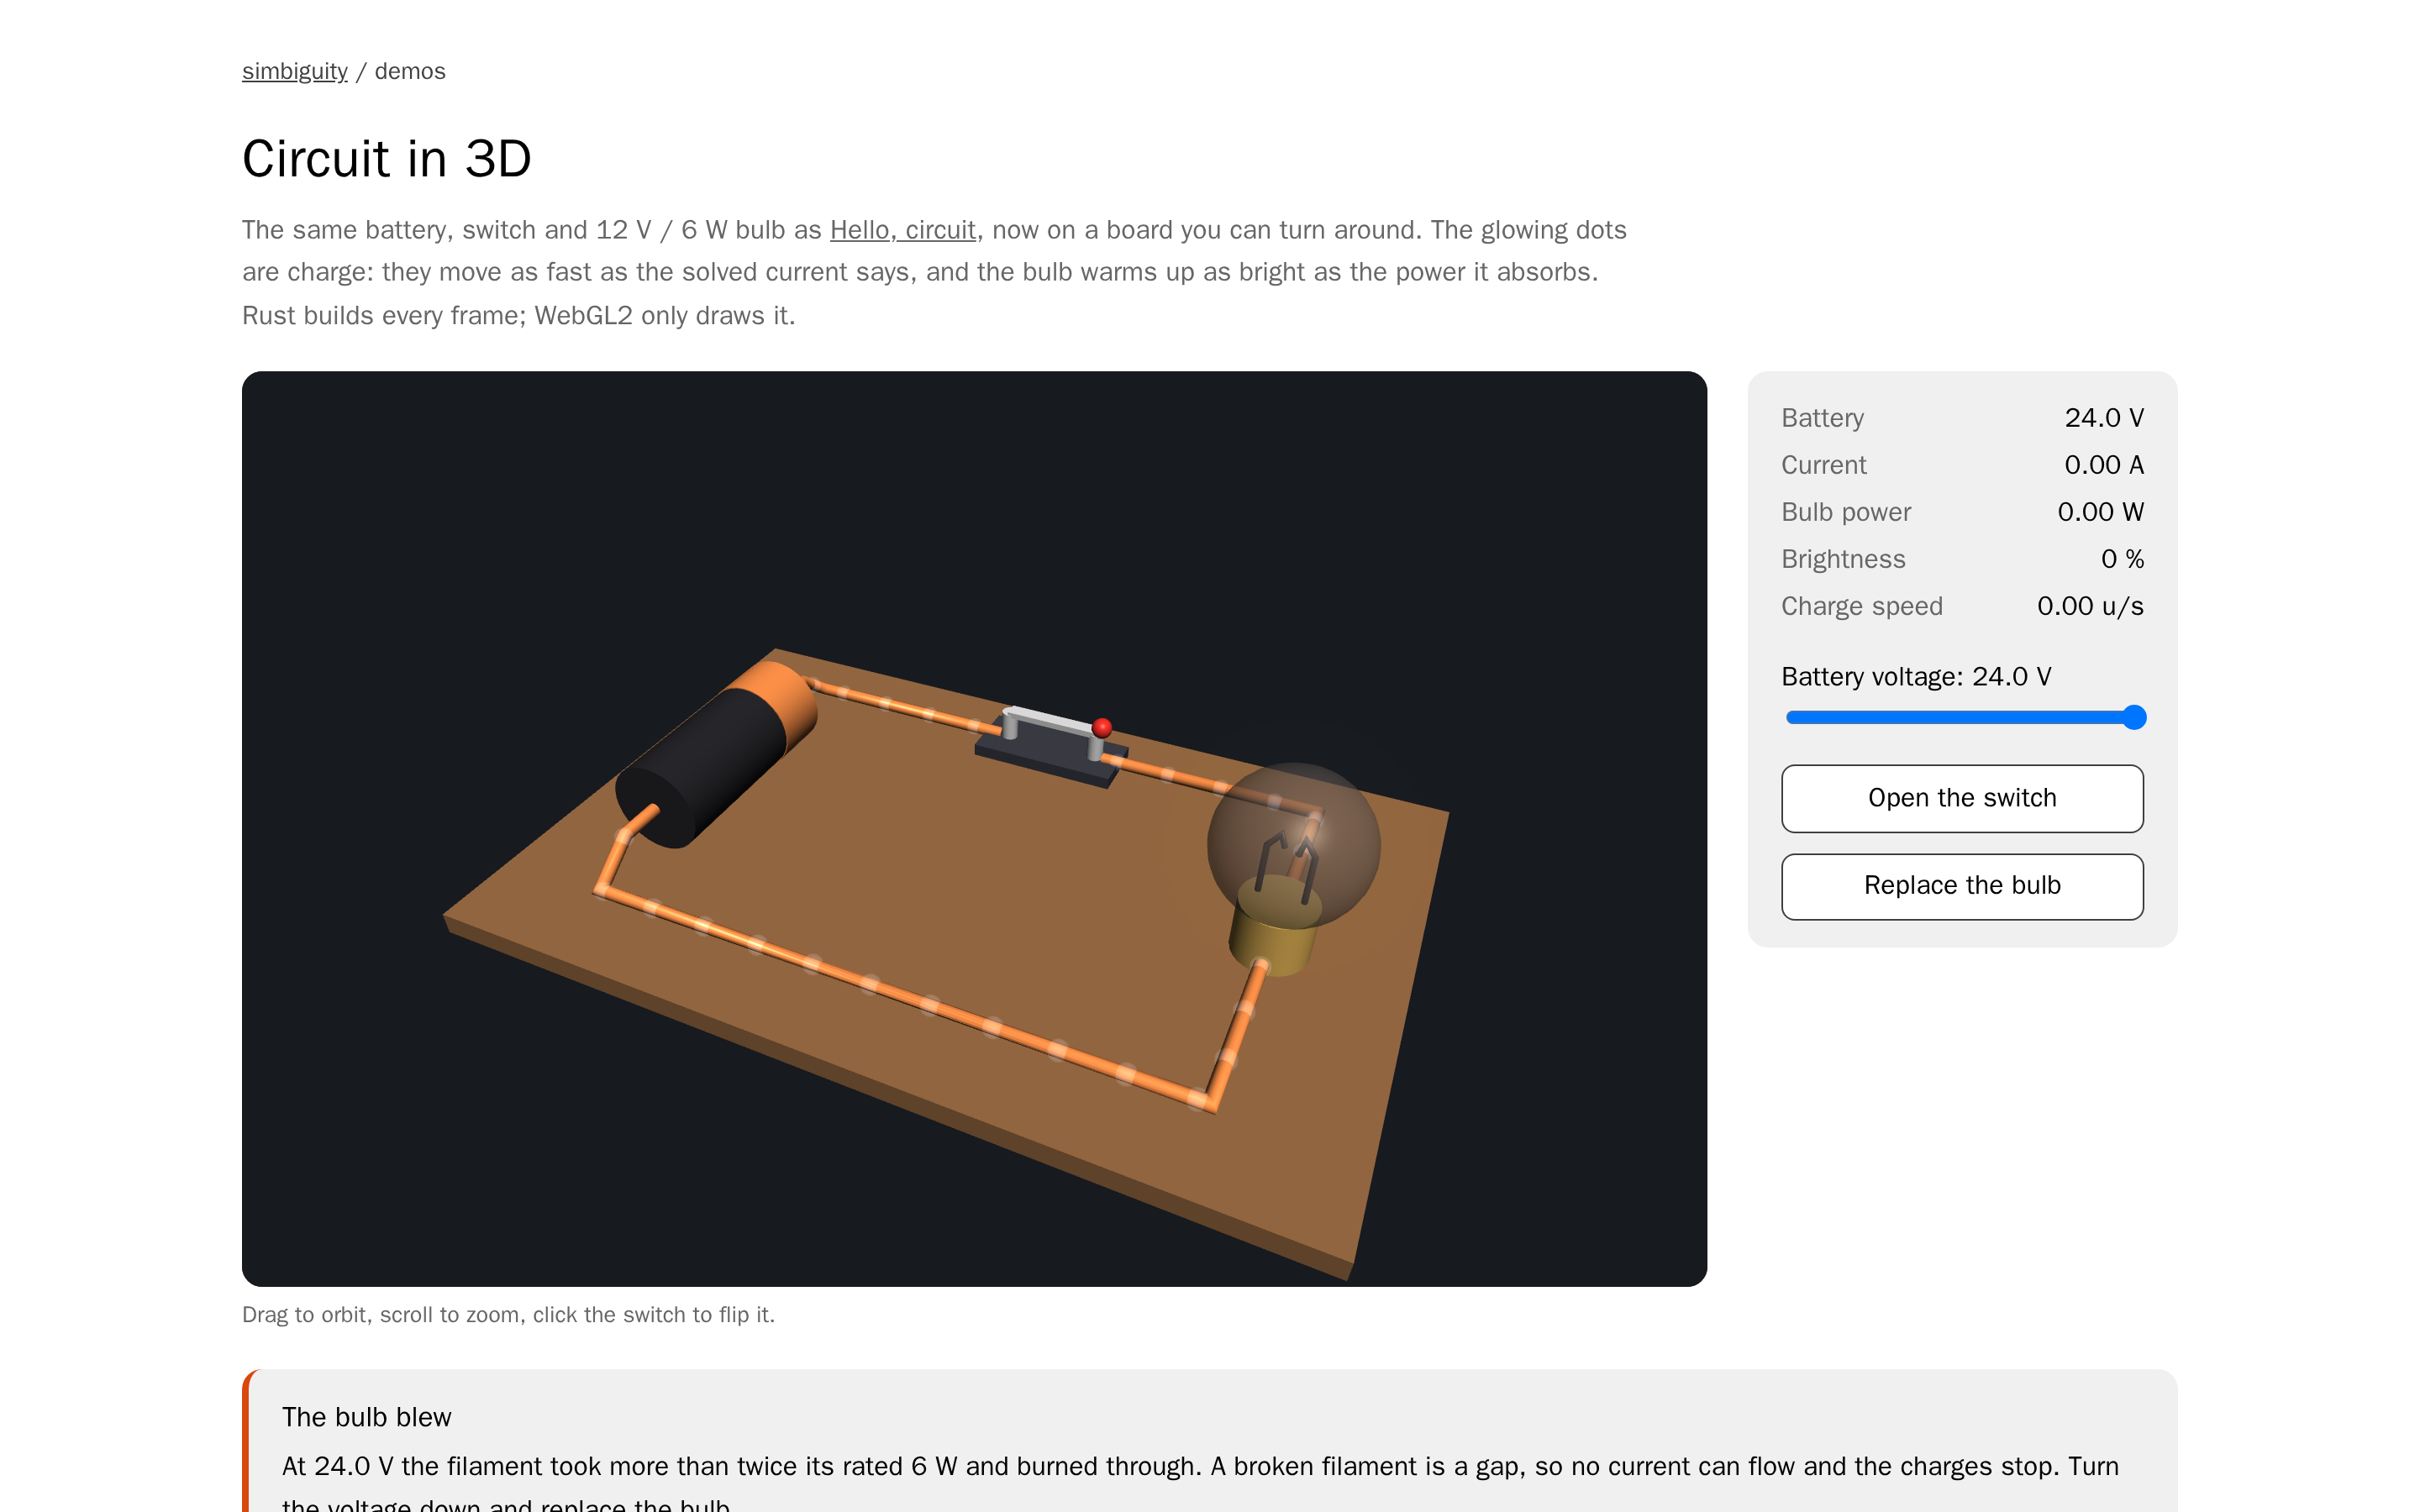 simbiguity / demos
Circuit in 3D
The same battery, switch and 12 V / 6 W bulb as Hello, circuit, now on a board you can turn around. The glowing dots
are charge: they move as fast as the solved current says, and the bulb warms up as bright as the power it absorbs.
Rust builds every frame; WebGL2 only draws it.
Battery 24.0 V
Current 0.00 A
Bulb power 0.00 W
Brightness 0 %
Charge speed 0.00 u/s
Battery voltage: 24.0 V
Open the switch
Replace the bulb
Drag to orbit, scroll to zoom, click the switch to flip it.
The bulb blew
At 24.0 V the filament took more than twice its rated 6 W and burned through. A broken filament is a gap, so no current can flow and the charges stop. Turn
the voltage down and replace the bulb.